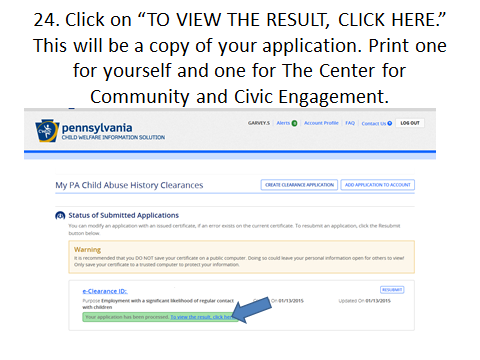 24. Click on “TO VIEW THE RESULT, CLICK HERE.”
This will be a copy of your application. Print one
for yourself and one for The Center for
Community and Civic Engagement.
pennsylvania
CHILD WELFARE INFORMATION SOLUTION
GARVEY.S Alerts Account Profile FAQ Contact Us LOG OUT
My PA Child Abuse History Clearances
CREATE CLEARANCE APPLICATION ADD APPLICATION TO ACCOUNT
Status of Submitted Applications
You can modify an application with an issued certificate, if an error exists on the current certificate. To resubmit an application, click the Resubmit
button below.
Warning
It is recommended that you DO NOT save your certificate on a public computer. Doing so could leave your personal information open for others to view!
Only save your certificate to a trusted computer to protect your information.
e-Clearance ID:
RESUBMIT
Purpose Employment with a significant likelihood of regular contact
with children
On 01/13/2015
Updated On 01/13/2015
Your application has been processed. To view the result, click here